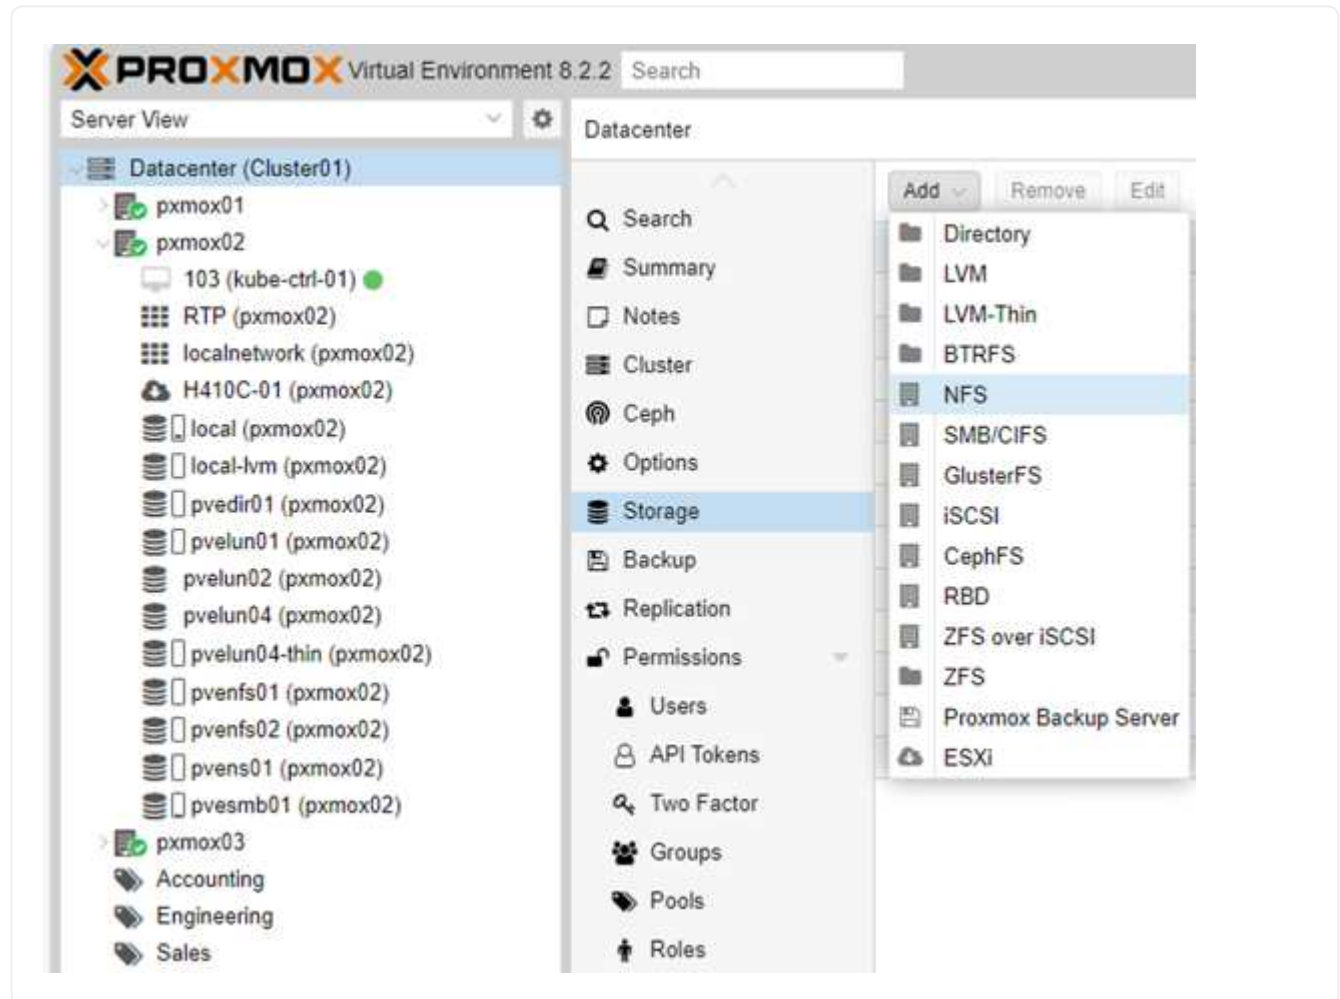 PROXMOX Virtual Environment 8.2.2 Search
Server View
Datacenter (Cluster01)
pxmox01
pxmox02
103 (kube-ctrl-01)
RTP (pxmox02)
localnetwork (pxmox02)
H410C-01 (pxmox02)
local (pxmox02)
local-lvm (pxmox02)
pvedir01 (pxmox02)
pvelun01 (pxmox02)
pvelun02 (pxmox02)
pvelun04 (pxmox02)
pvelun04-thin (pxmox02)
pvenfs01 (pxmox02)
pvenfs02 (pxmox02)
pvens01 (pxmox02)
pvesmb01 (pxmox02)
pxmox03
Accounting
Engineering
Sales
Datacenter
Search
Summary
Notes
Cluster
Ceph
Options
Storage
Backup
Replication
Permissions
Users
API Tokens
Two Factor
Groups
Pools
Roles
Add Remove Edit
Directory
LVM
LVM-Thin
BTRFS
NFS
SMB/CIFS
GlusterFS
iSCSI
CephFS
RBD
ZFS over iSCSI
ZFS
Proxmox Backup Server
ESXi